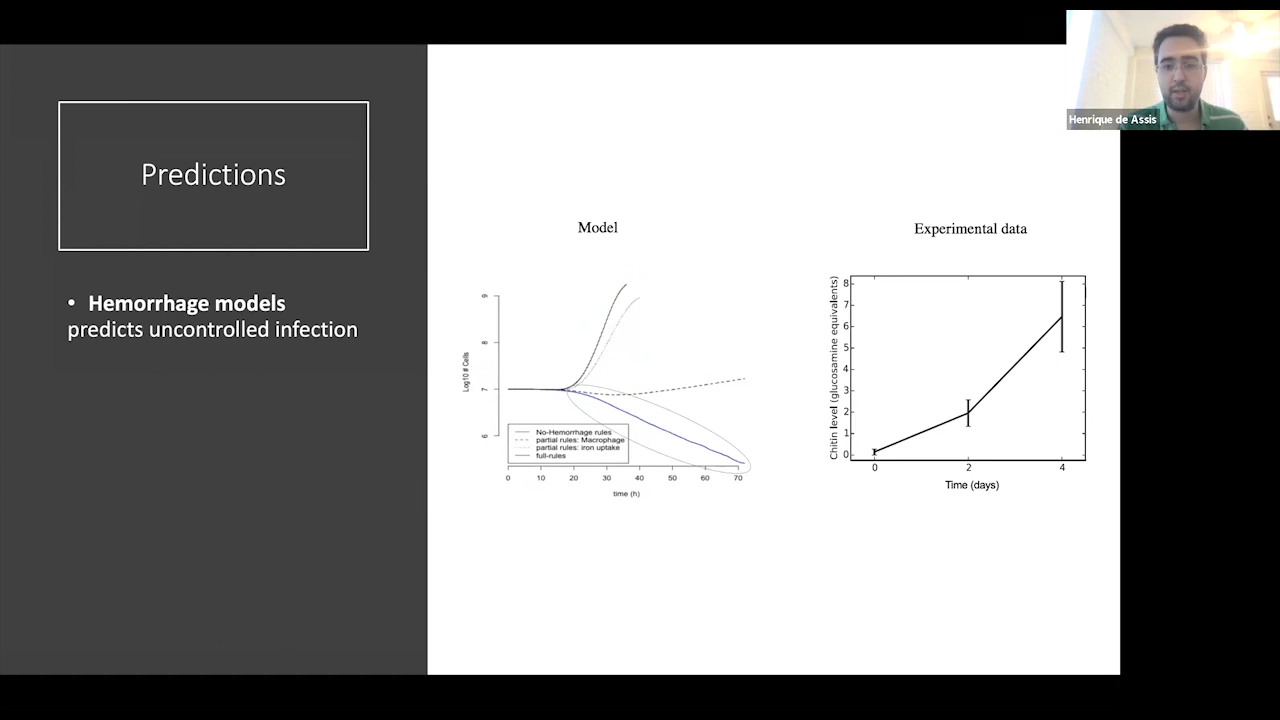 Henrique de Assis
Predictions
• Hemorrhage models
predicts uncontrolled infection
Model
Log10 # Cells
9
8
7
6
No-Hemorrhage rules
partial rules: Macrophage
partial rules: iron uptake
full-rules
0 10 20 30 40 50 60 70
time (h)
Experimental data
Chitin level (glucosamine equivalents)
8
7
6
5
4
3
2
1
0
0 2 4
Time (days)